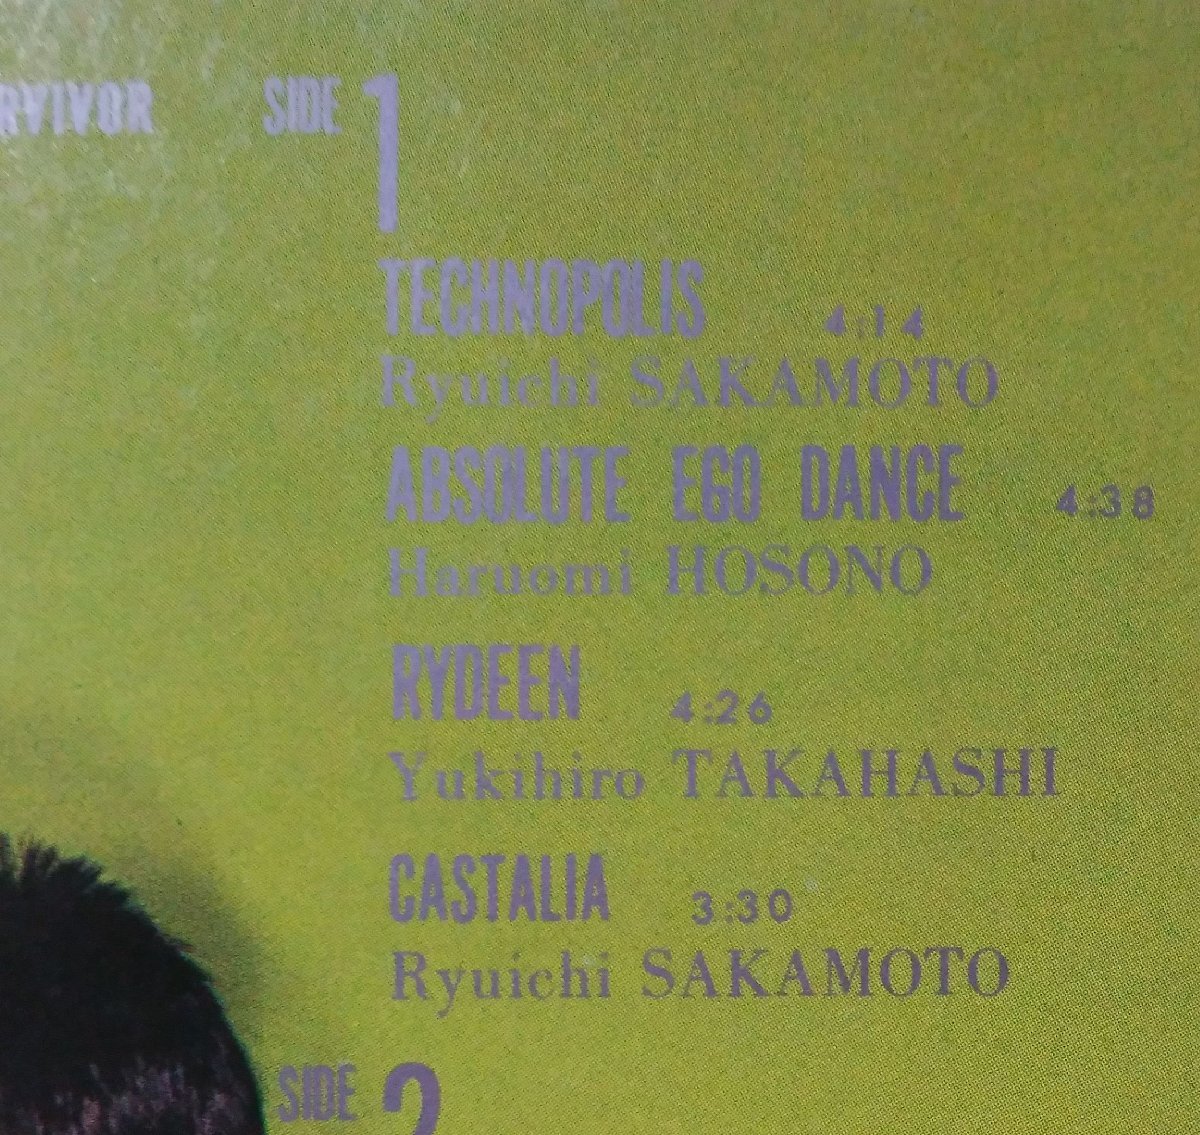 RVIVOR
SIDE 1
TECHNOPOLIS 4:14
Ryuichi SAKAMOTO
ABSOLUTE EGO DANCE 4:38
Haruomi HOSONO
RYDEEN 4:26
Yukihiro TAKAHASHI
CASTALIA 3:30
Ryuichi SAKAMOTO
SIDE 2